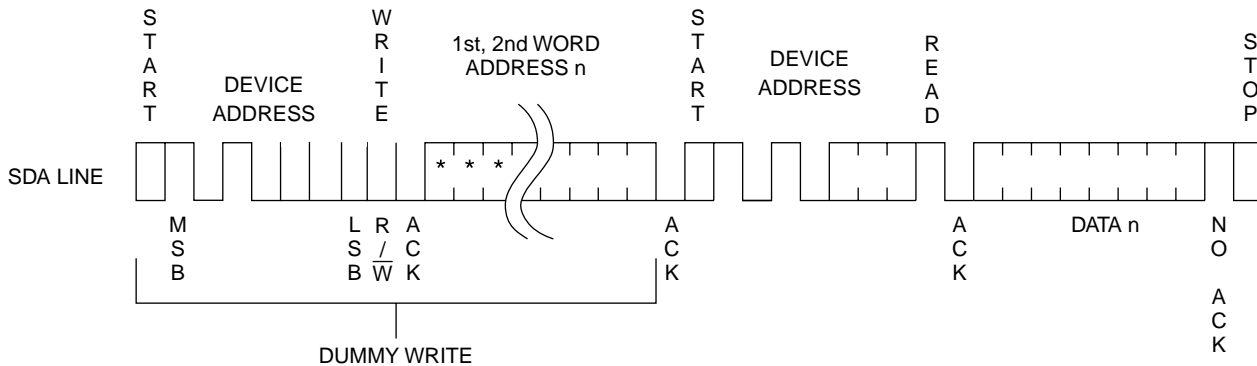 START
WRITE
START
READ
STOP
DEVICE
ADDRESS
1st, 2nd WORD
ADDRESS n
DEVICE
ADDRESS
SDA LINE
* * *
MSB
LSB
R/W
ACK
ACK
ACK
DATA n
NO ACK
DUMMY WRITE